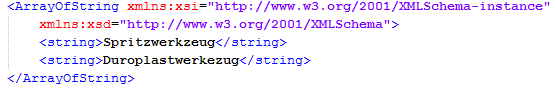 <ArrayOfString xmlns:xsi="http://www.w3.org/2001/XMLSchema-instance"
xmlns:xsd="http://www.w3.org/2001/XMLSchema">
<string>Spritzwerkzeug</string>
<string>Duroplastwerkezug</string>
</ArrayOfString>